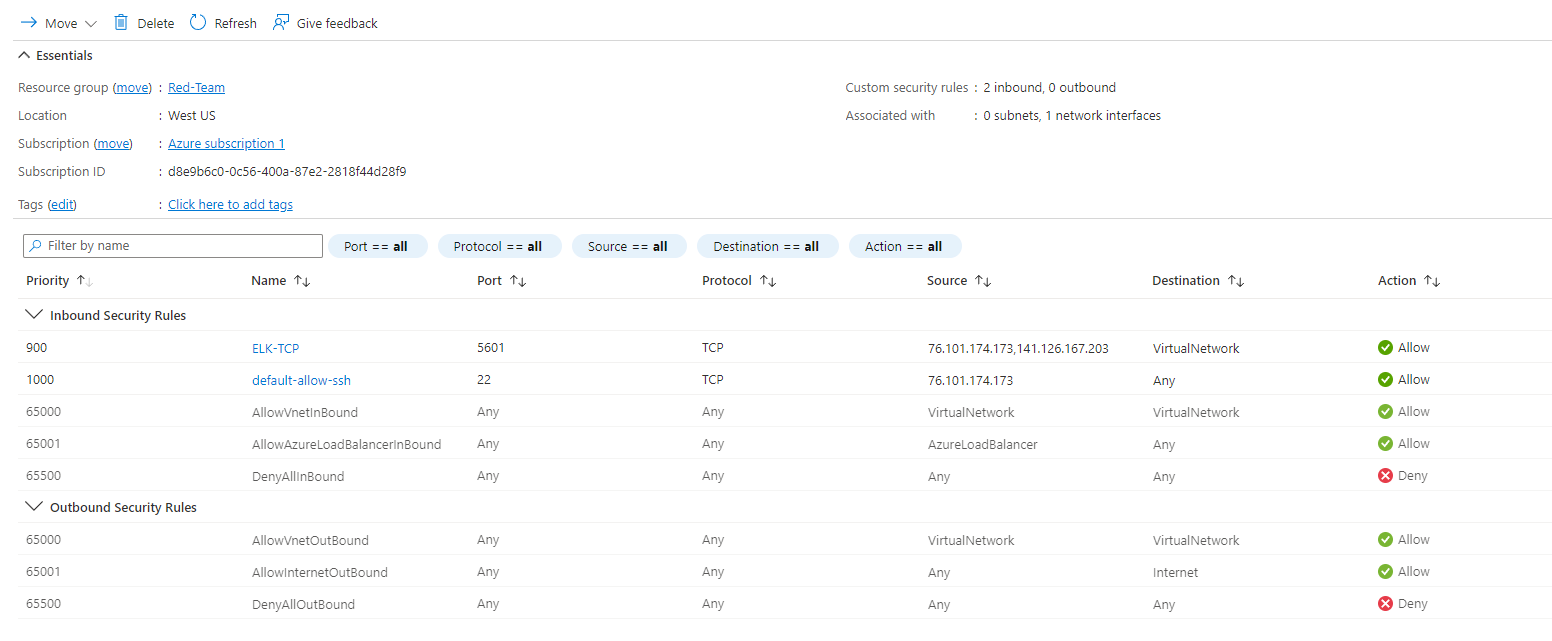 Move Delete Refresh Give feedback
Essentials
Resource group (move) : Red-Team Custom security rules : 2 inbound, 0 outbound
Location : West US Associated with : 0 subnets, 1 network interfaces
Subscription (move) : Azure subscription 1
Subscription ID : d8e9b6c0-0c56-400a-87e2-2818f44d28f9
Tags (edit) : Click here to add tags
Filter by name Port == all Protocol == all Source == all Destination == all Action == all
Priority Name Port Protocol Source Destination Action
Inbound Security Rules
900 ELK-TCP 5601 TCP 76.101.174.173,141.126.167.203 VirtualNetwork Allow
1000 default-allow-ssh 22 TCP 76.101.174.173 Any Allow
65000 AllowVnetInBound Any Any VirtualNetwork VirtualNetwork Allow
65001 AllowAzureLoadBalancerInBound Any Any AzureLoadBalancer Any Allow
65500 DenyAllInBound Any Any Any Any Deny
Outbound Security Rules
65000 AllowVnetOutBound Any Any VirtualNetwork VirtualNetwork Allow
65001 AllowInternetOutBound Any Any Any Internet Allow
65500 DenyAllOutBound Any Any Any Any Deny